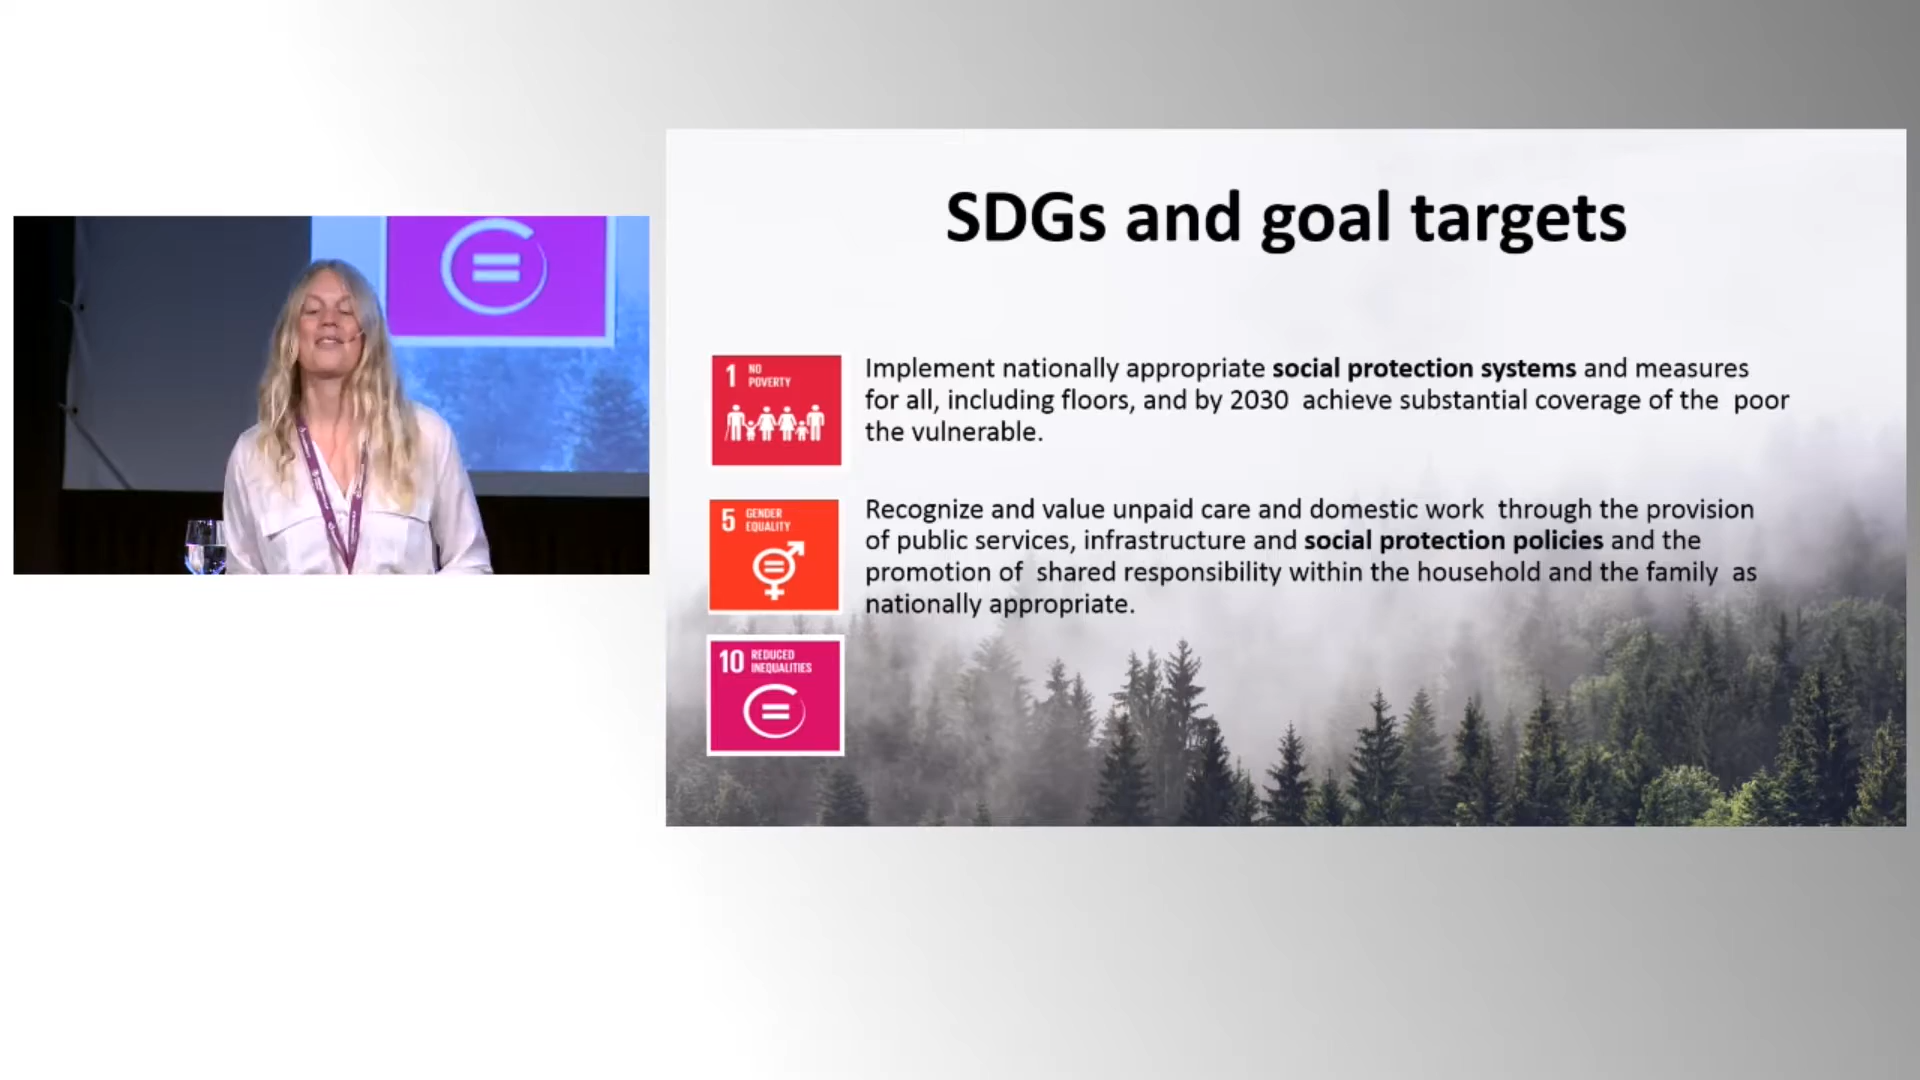 SDGs and goal targets
1 NO
POVERTY
Implement nationally appropriate social protection systems and measures
for all, including floors, and by 2030 achieve substantial coverage of the poor
the vulnerable.
5 GENDER
EQUALITY
Recognize and value unpaid care and domestic work through the provision
of public services, infrastructure and social protection policies and the
promotion of shared responsibility within the household and the family as
nationally appropriate.
10 REDUCED
INEQUALITIES